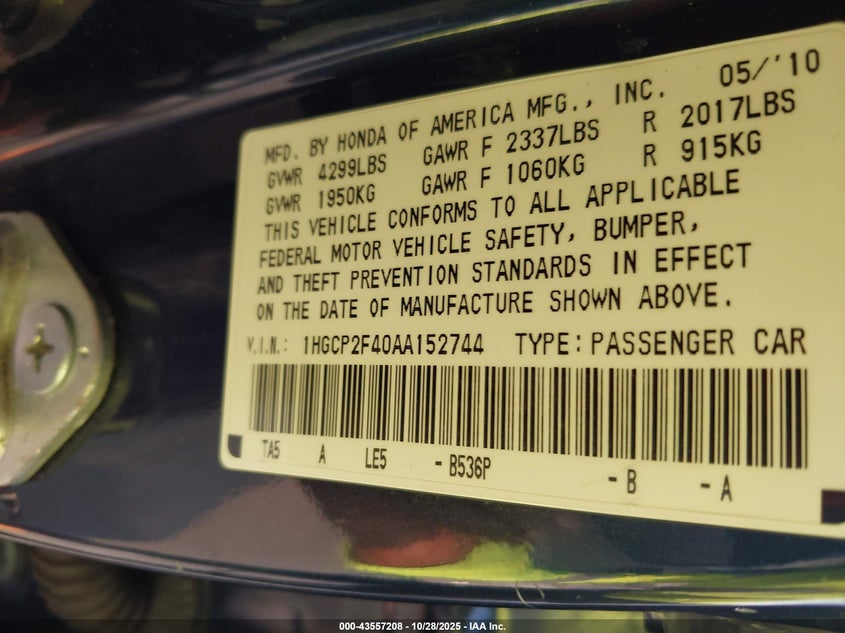 MFD. BY HONDA OF AMERICA MFG., INC. 05/'10
GVWR 4299LBS GAWR F 2337LBS R 2017LBS
GVWR 1950KG GAWR F 1060KG R 915KG
THIS VEHICLE CONFORMS TO ALL APPLICABLE
FEDERAL MOTOR VEHICLE SAFETY, BUMPER,
AND THEFT PREVENTION STANDARDS IN EFFECT
ON THE DATE OF MANUFACTURE SHOWN ABOVE.
V.I.N.: 1HGCP2F40AA152744 TYPE: PASSENGER CAR
TA5 A LE5 - B536P - B - A
000-43557208 | 10/28/2025 - IAA Inc.